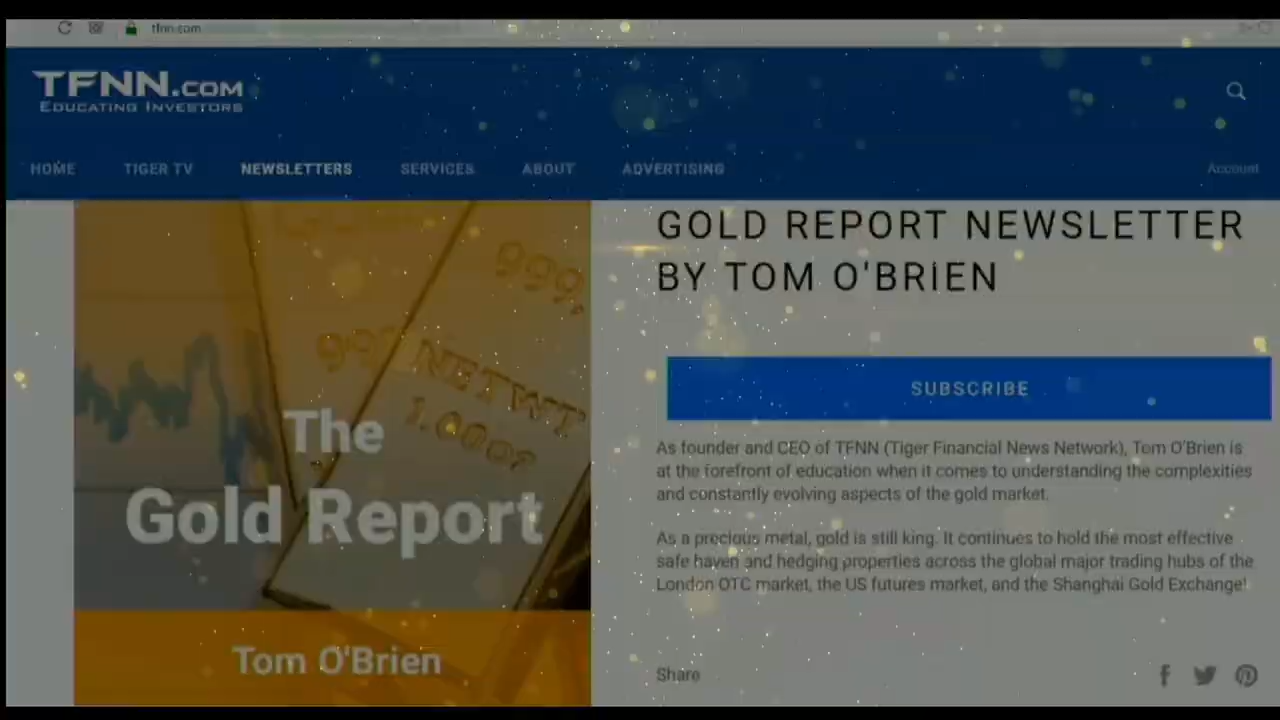 tfnn.com
TFNN.COM
EDUCATING INVESTORS
HOME TIGER TV NEWSLETTERS SERVICES ABOUT ADVERTISING Account
GOLD REPORT NEWSLETTER
BY TOM O'BRIEN
999,
NETWT
The
Gold Report
Tom O'Brien
SUBSCRIBE
As founder and CEO of TFNN (Tiger Financial News Network), Tom O'Brien is
at the forefront of education when it comes to understanding the complexities
and constantly evolving aspects of the gold market.
As a precious metal, gold is still king. It continues to hold the most effective
safe haven and hedging properties across the global major trading hubs of the
London OTC market, the US futures market, and the Shanghai Gold Exchange!
Share